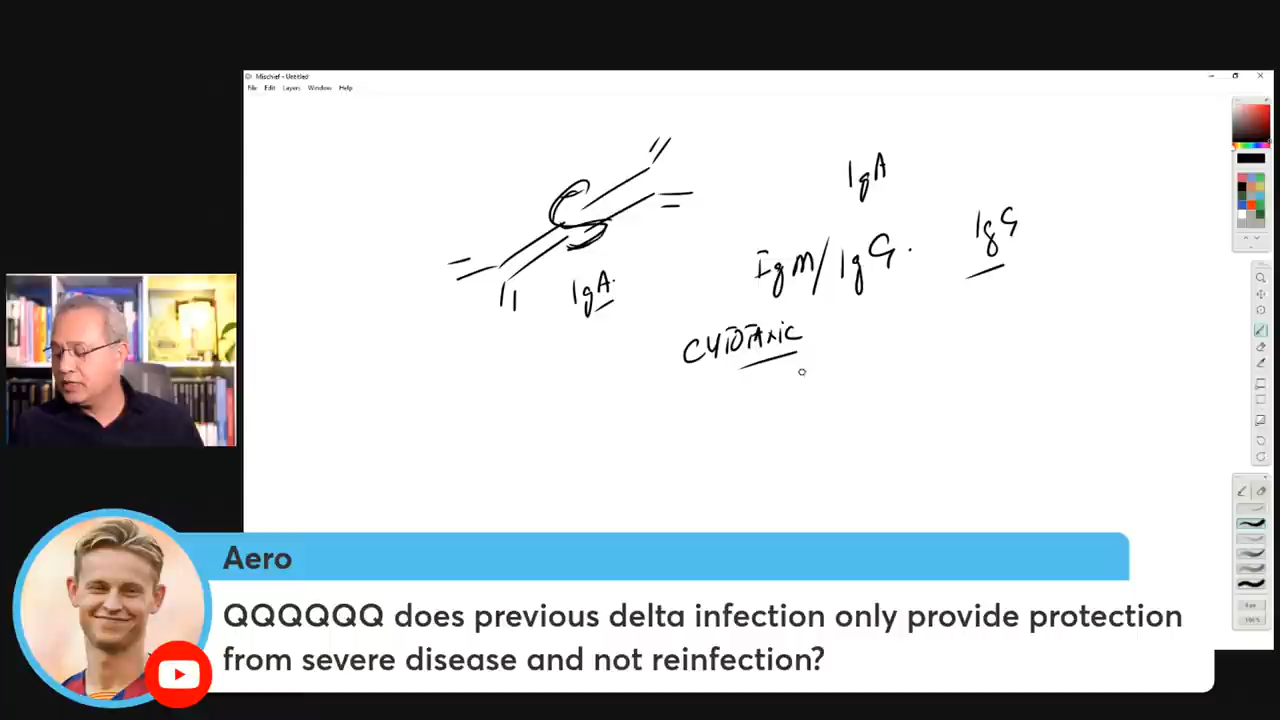 Mischief - Untitled
File Edit Layers Window Help
IgA
IgM/IgG.
IgG
IgA.
CYTOTOXIC
Aero
QQQQQQ does previous delta infection only provide protection
from severe disease and not reinfection?